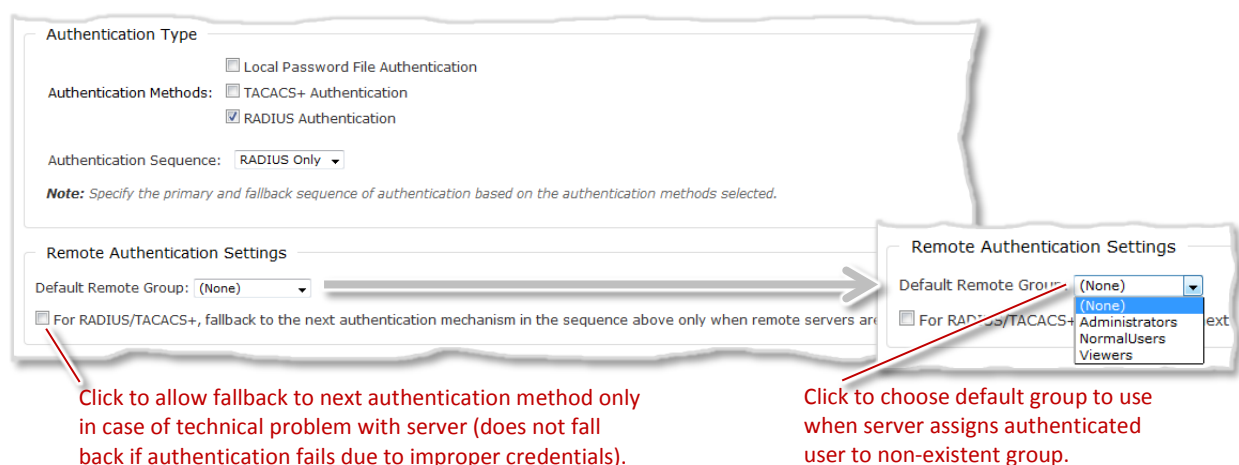 Authentication Type
Local Password File Authentication
Authentication Methods:
TACACS+ Authentication
RADIUS Authentication
Authentication Sequence: RADIUS Only
Note: Specify the primary and fallback sequence of authentication based on the authentication methods selected.
Remote Authentication Settings
Default Remote Group: (None)
For RADIUS/TACACS+, fallback to the next authentication mechanism in the sequence above only when remote servers are
Remote Authentication Settings
Default Remote Group: (None)
(None)
Administrators
NormalUsers
Viewers
For RADIUS/TACACS+ ext
Click to allow fallback to next authentication method only
in case of technical problem with server (does not fall
back if authentication fails due to improper credentials).
Click to choose default group to use
when server assigns authenticated
user to non-existent group.